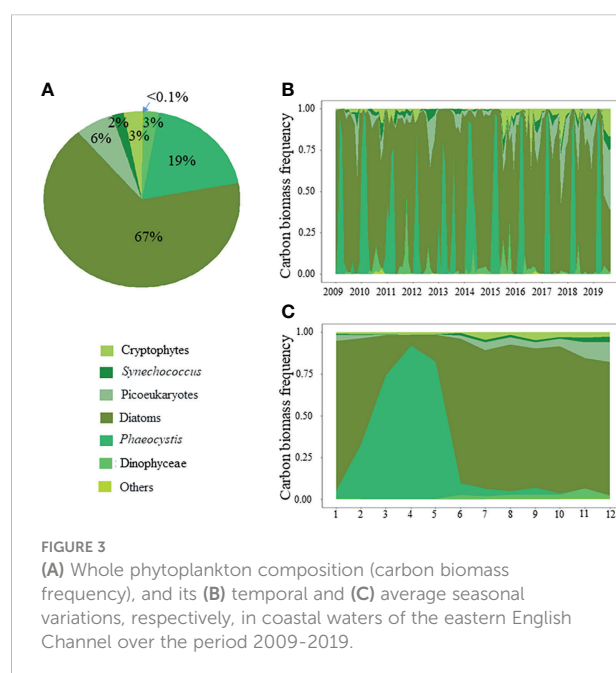 A
<0.1%
2%
3%
3%
6%
19%
67%
Cryptophytes
Synechococcus
Picoeukaryotes
Diatoms
Phaeocystis
Dinophyceae
Others
B
Carbon biomass frequency
1.00
0.75
0.50
0.25
0.00
2009 2010 2011 2012 2013 2014 2015 2016 2017 2018 2019
C
Carbon biomass frequency
1.00
0.75
0.50
0.25
0.00
1 2 3 4 5 6 7 8 9 10 11 12
FIGURE 3
(A) Whole phytoplankton composition (carbon biomass
frequency), and its (B) temporal and (C) average seasonal
variations, respectively, in coastal waters of the eastern English
Channel over the period 2009-2019.